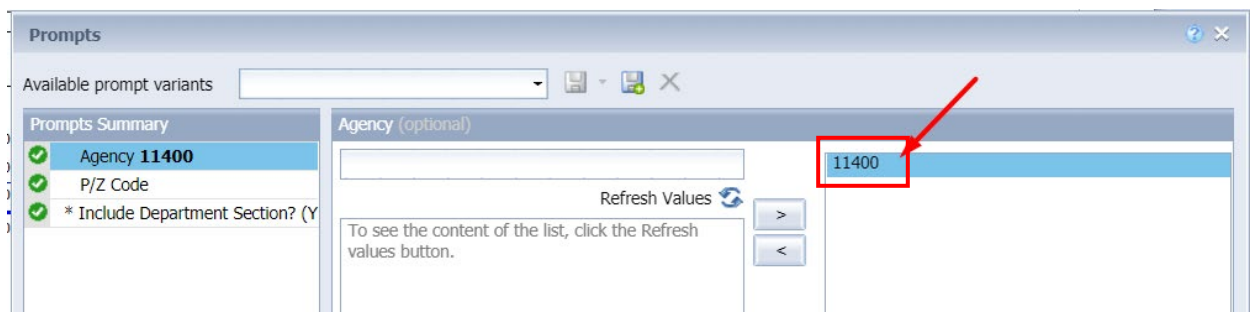 Prompts
Available prompt variants
Prompts Summary
Agency (optional)
Agency 11400
P/Z Code
* Include Department Section? (Y
11400
Refresh Values
To see the content of the list, click the Refresh
values button.
>
<